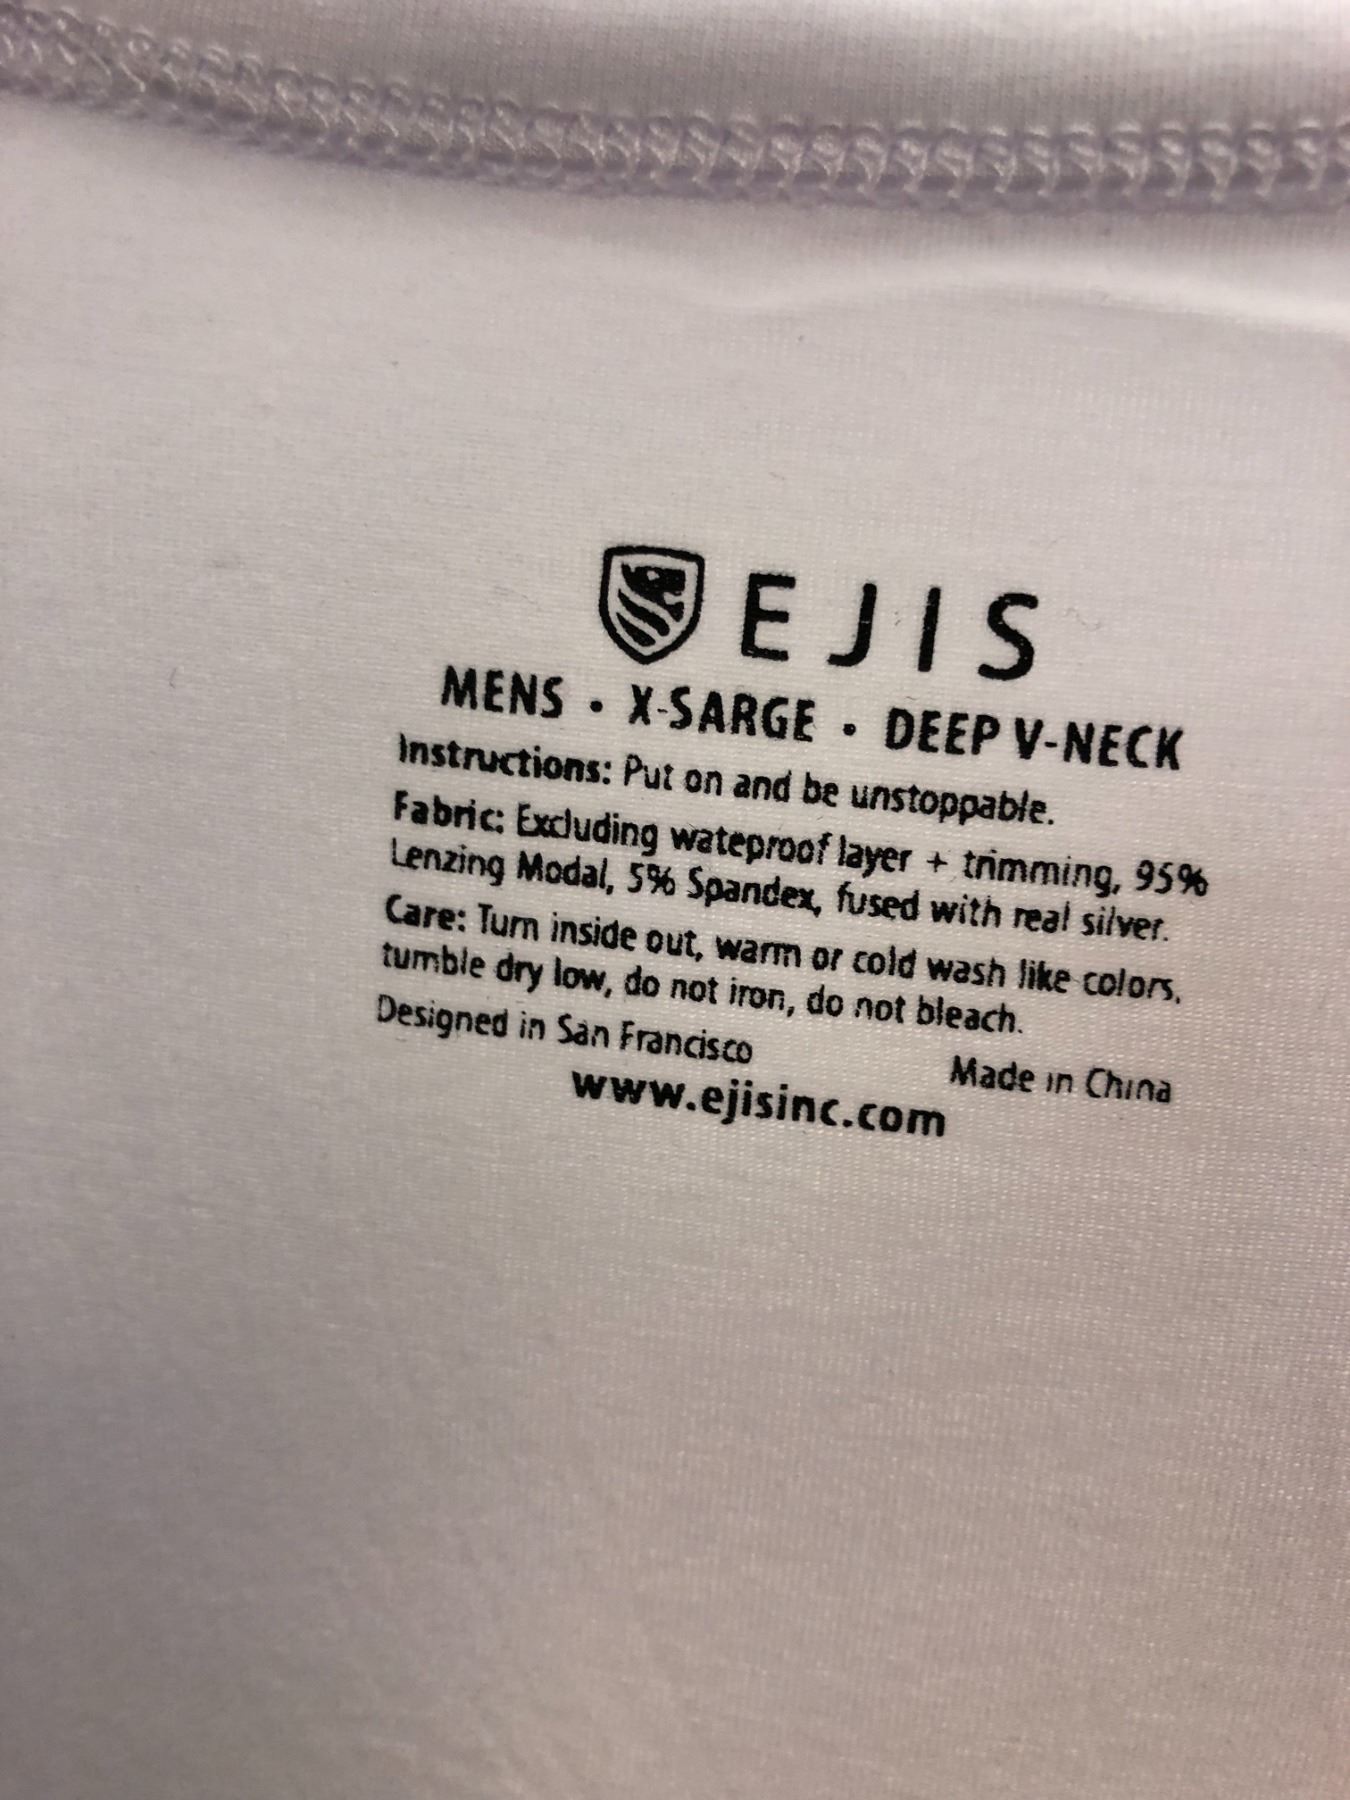 EJIS
MENS · X-SARGE · DEEP V-NECK
Instructions: Put on and be unstoppable.
Fabric: Excluding wateproof layer + trimming, 95%
Lenzing Modal, 5% Spandex, fused with real silver.
Care: Turn inside out, warm or cold wash like colors,
tumble dry low, do not iron, do not bleach.
Designed in San Francisco Made in China
www.ejisinc.com